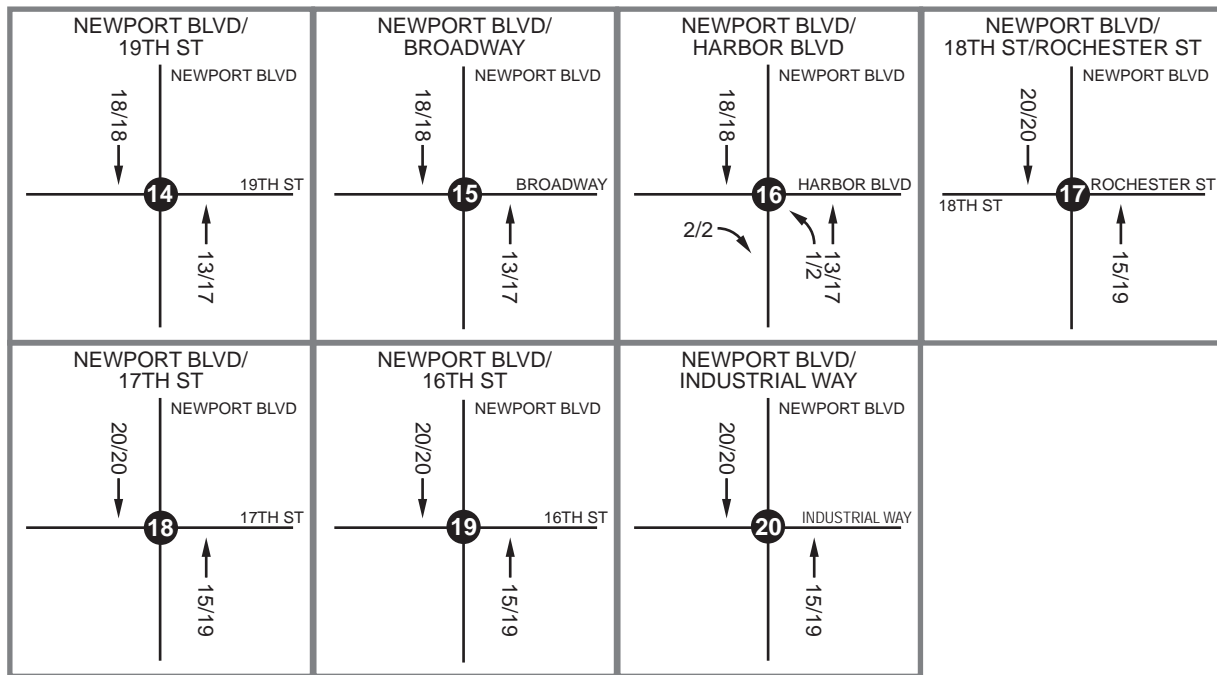 NEWPORT BLVD/
19TH ST
NEWPORT BLVD
18/18
14
19TH ST
13/17
NEWPORT BLVD/
BROADWAY
NEWPORT BLVD
18/18
15
BROADWAY
13/17
NEWPORT BLVD/
HARBOR BLVD
NEWPORT BLVD
18/18
16
HARBOR BLVD
2/2
1/2
13/17
NEWPORT BLVD/
18TH ST/ROCHESTER ST
NEWPORT BLVD
20/20
17
ROCHESTER ST
18TH ST
15/19
NEWPORT BLVD/
17TH ST
NEWPORT BLVD
20/20
18
17TH ST
15/19
NEWPORT BLVD/
16TH ST
NEWPORT BLVD
20/20
19
16TH ST
15/19
NEWPORT BLVD/
INDUSTRIAL WAY
NEWPORT BLVD
20/20
20
INDUSTRIAL WAY
15/19